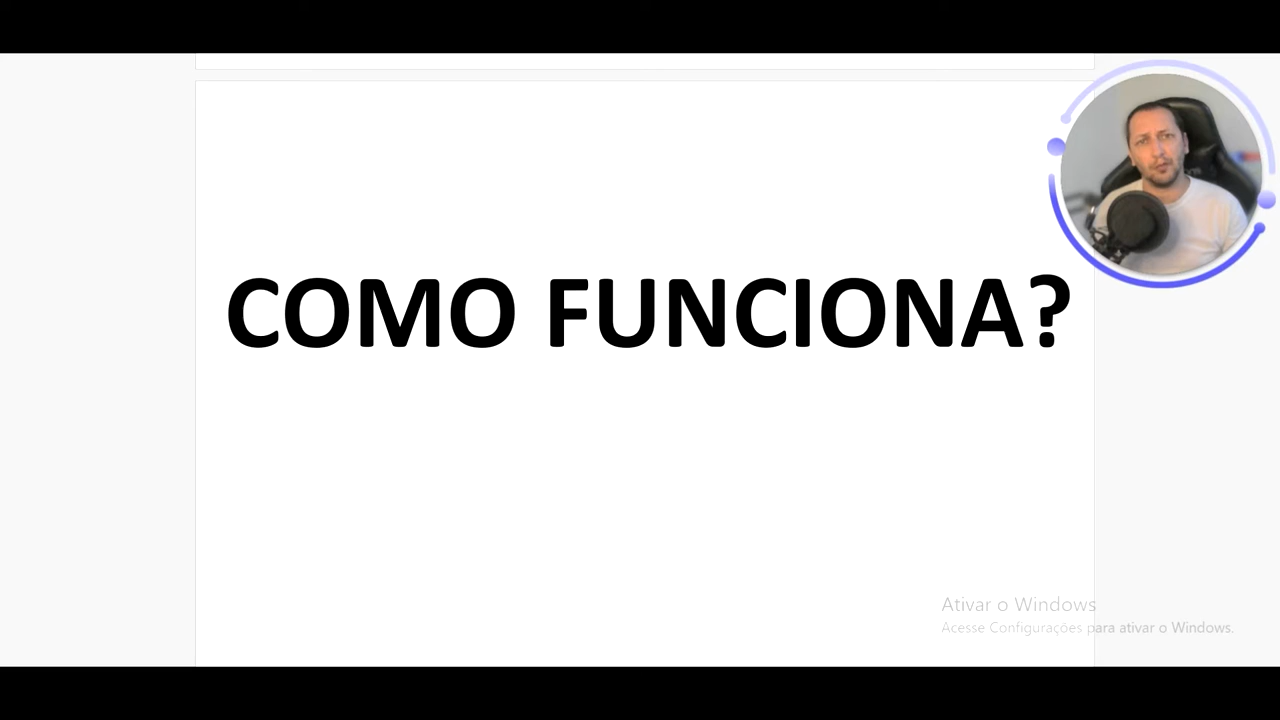 COMO FUNCIONA?
Ativar o Windows
Acesse Configurações para ativar o Windows.